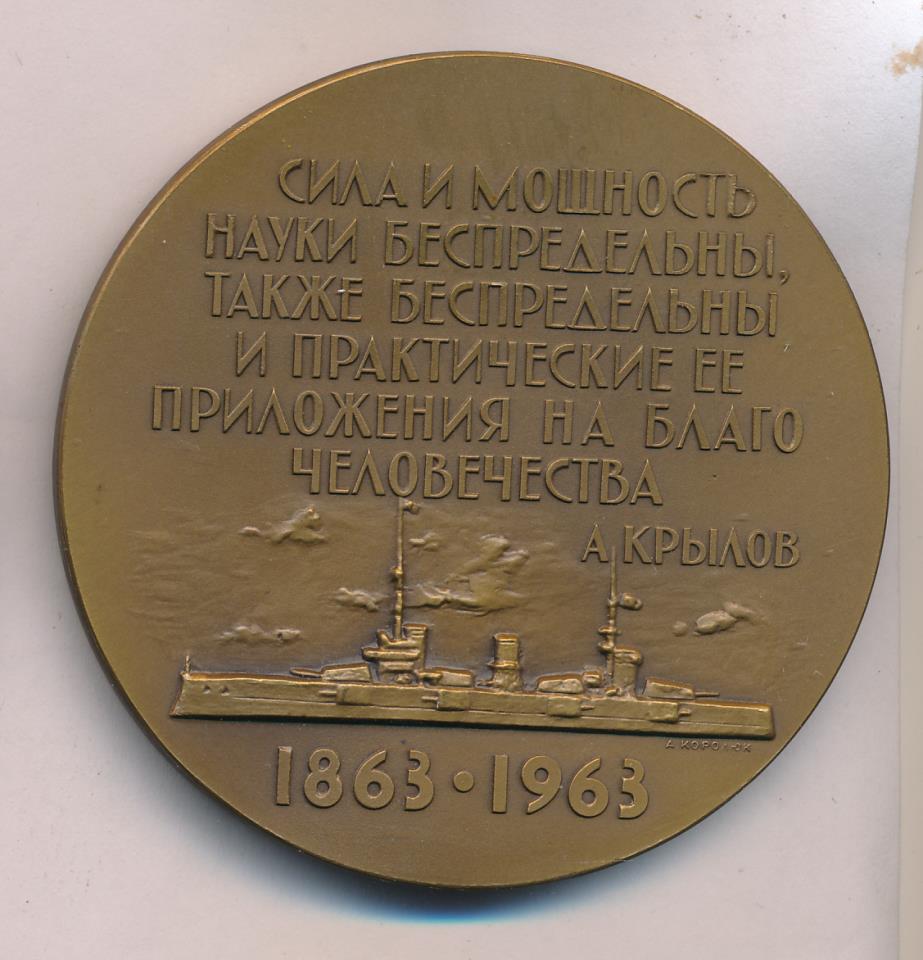 СИЛА И МОЩНОСТЬ
НАУКИ БЕСПРЕДЕЛЬНЫ,
ТАКЖЕ БЕСПРЕДЕЛЬНЫ
И ПРАКТИЧЕСКИЕ ЕЕ
ПРИЛОЖЕНИЯ НА БЛАГО
ЧЕЛОВЕЧЕСТВА
А КРЫЛОВ
1863 • 1963